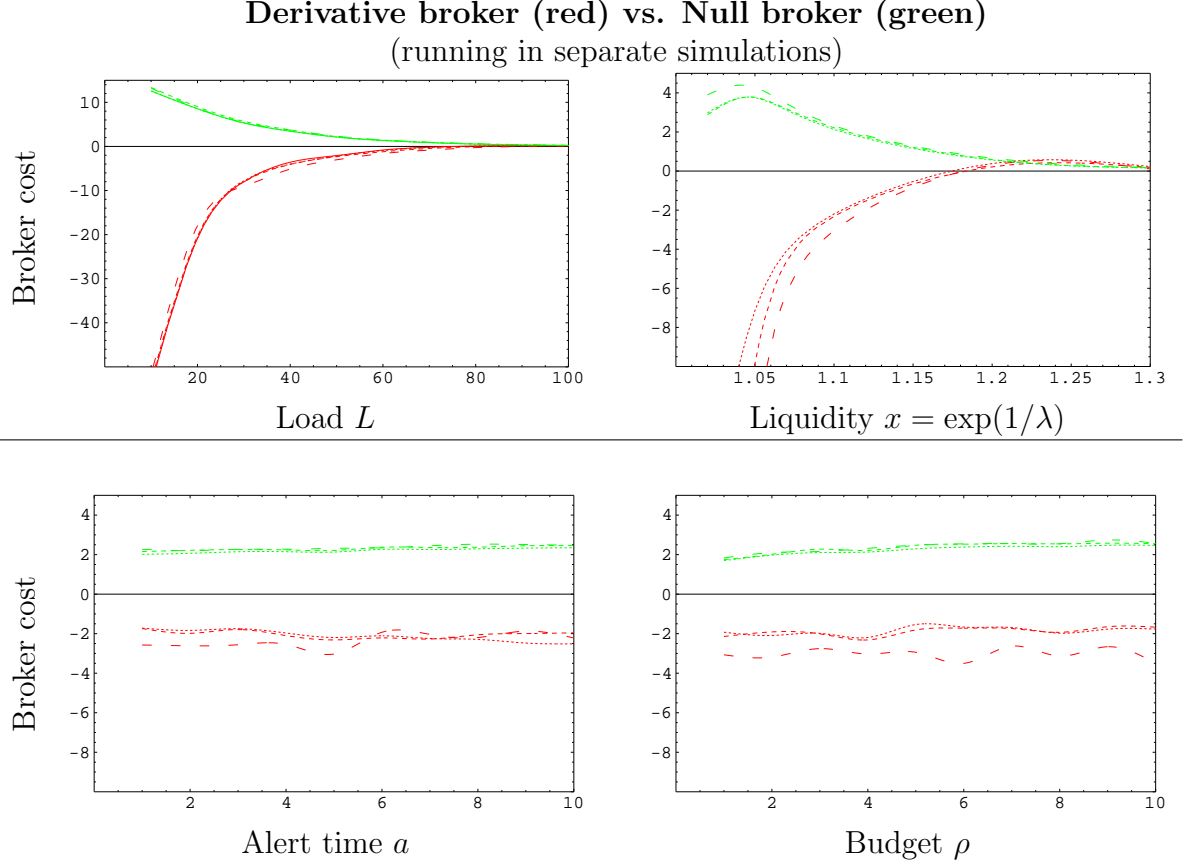 Derivative broker (red) vs. Null broker (green)
(running in separate simulations)
Broker cost
10
0
-10
-20
-30
-40
20 40 60 80 100
Load L
4
2
0
-2
-4
-6
-8
1.05 1.1 1.15 1.2 1.25 1.3
Liquidity x = exp(1/λ)
Broker cost
4
2
0
-2
-4
-6
-8
2 4 6 8 10
Alert time a
4
2
0
-2
-4
-6
-8
2 4 6 8 10
Budget ρ